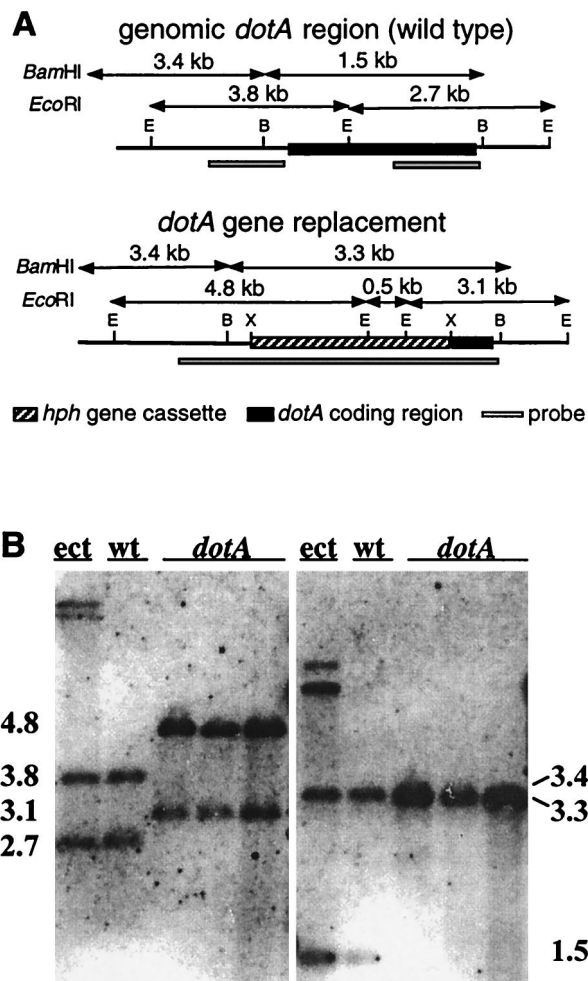 A
genomic dotA region (wild type)
BamHI 3.4 kb 1.5 kb
EcoRI 3.8 kb 2.7 kb
E B E B E
dotA gene replacement
BamHI 3.4 kb 3.3 kb
EcoRI 4.8 kb 0.5 kb 3.1 kb
E B X E E X B E
hph gene cassette dotA coding region probe
B
ect wt dotA ect wt dotA
4.8
3.8
3.1
2.7
3.4
3.3
1.5